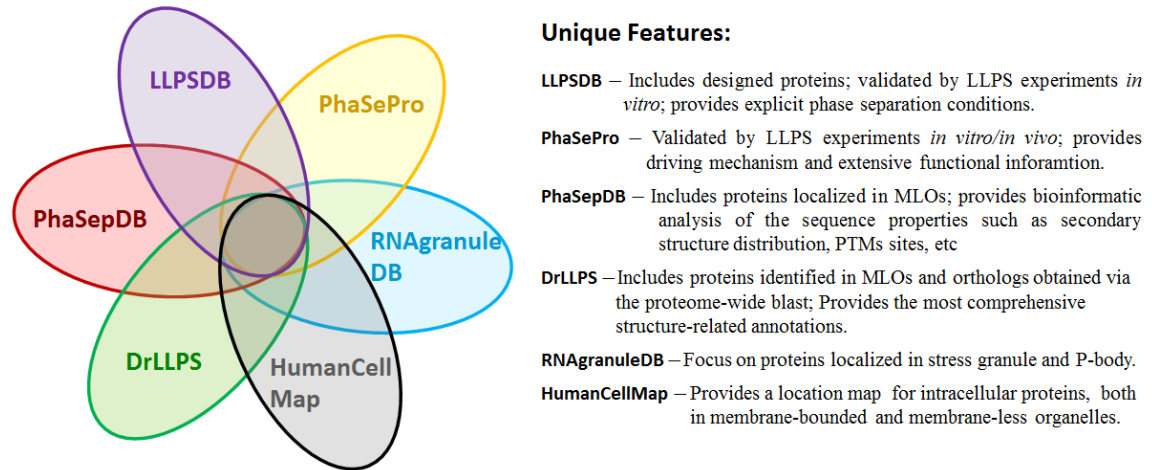 LLPSDB
PhaSePro
PhaSepDB
RNAgranule
DB
DrLLPS
HumanCell
Map
Unique Features:
LLPSDB – Includes designed proteins; validated by LLPS experiments in
vitro; provides explicit phase separation conditions.
PhaSePro – Validated by LLPS experiments in vitro/in vivo; provides
driving mechanism and extensive functional inforamtion.
PhaSepDB – Includes proteins localized in MLOs; provides bioinformatic
analysis of the sequence properties such as secondary
structure distribution, PTMs sites, etc
DrLLPS – Includes proteins identified in MLOs and orthologs obtained via
the proteome-wide blast; Provides the most comprehensive
structure-related annotations.
RNAgranuleDB – Focus on proteins localized in stress granule and P-body.
HumanCellMap – Provides a location map for intracellular proteins, both
in membrane-bounded and membrane-less organelles.